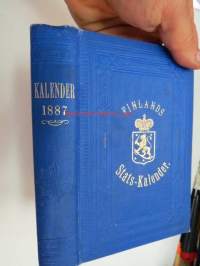 KALENDER
1887
FINLANDS
Stats-Kalender.